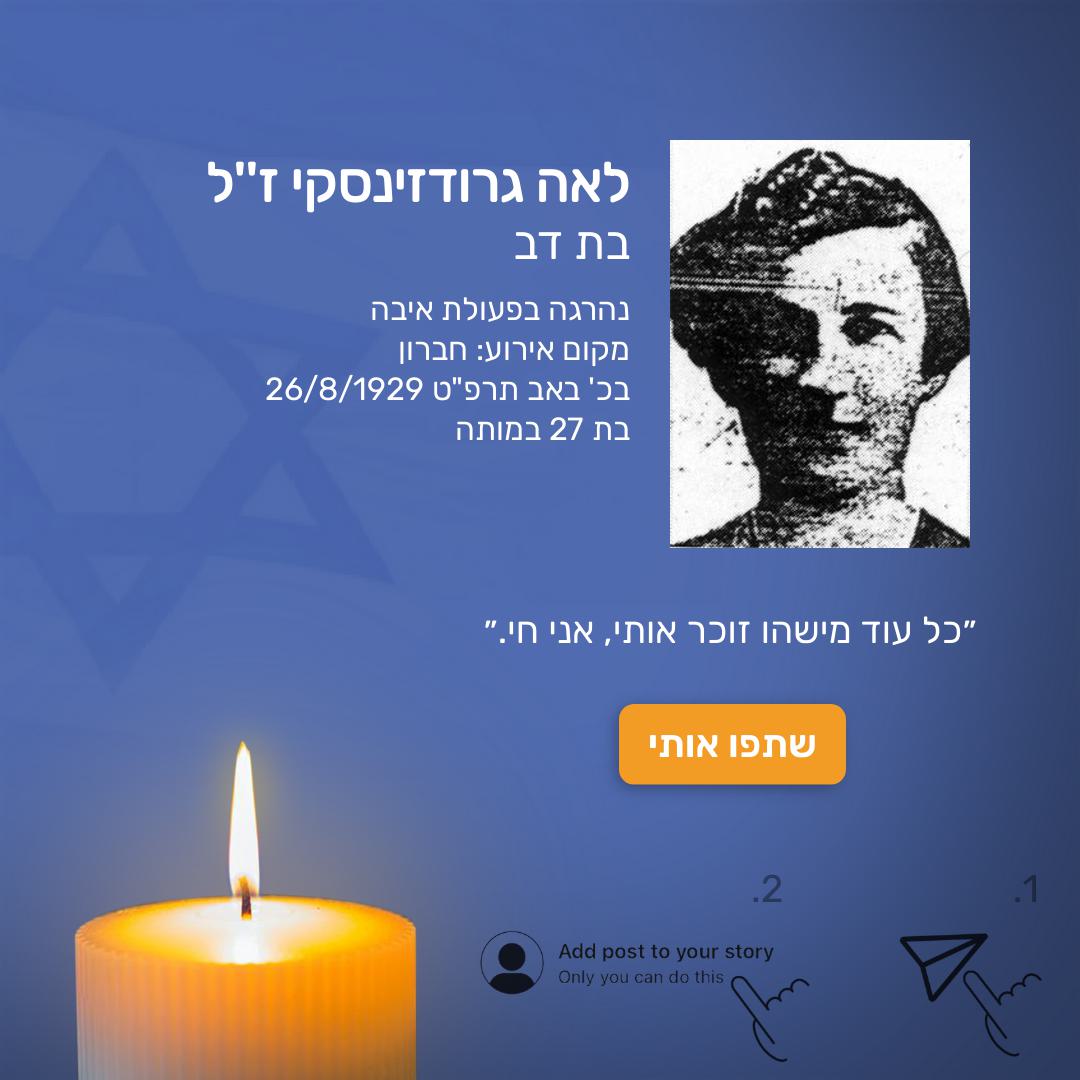 לאה גרודזינסקי ז"ל
בת דב
נהרגה בפעולת איבה
מקום אירוע: חברון
בכ' באב תרפ"ט 26/8/1929
בת 27 במותה
״כל עוד מישהו זוכר אותי, אני חי.״
שתפו אותי
1.
2.
Add post to your story
Only you can do this